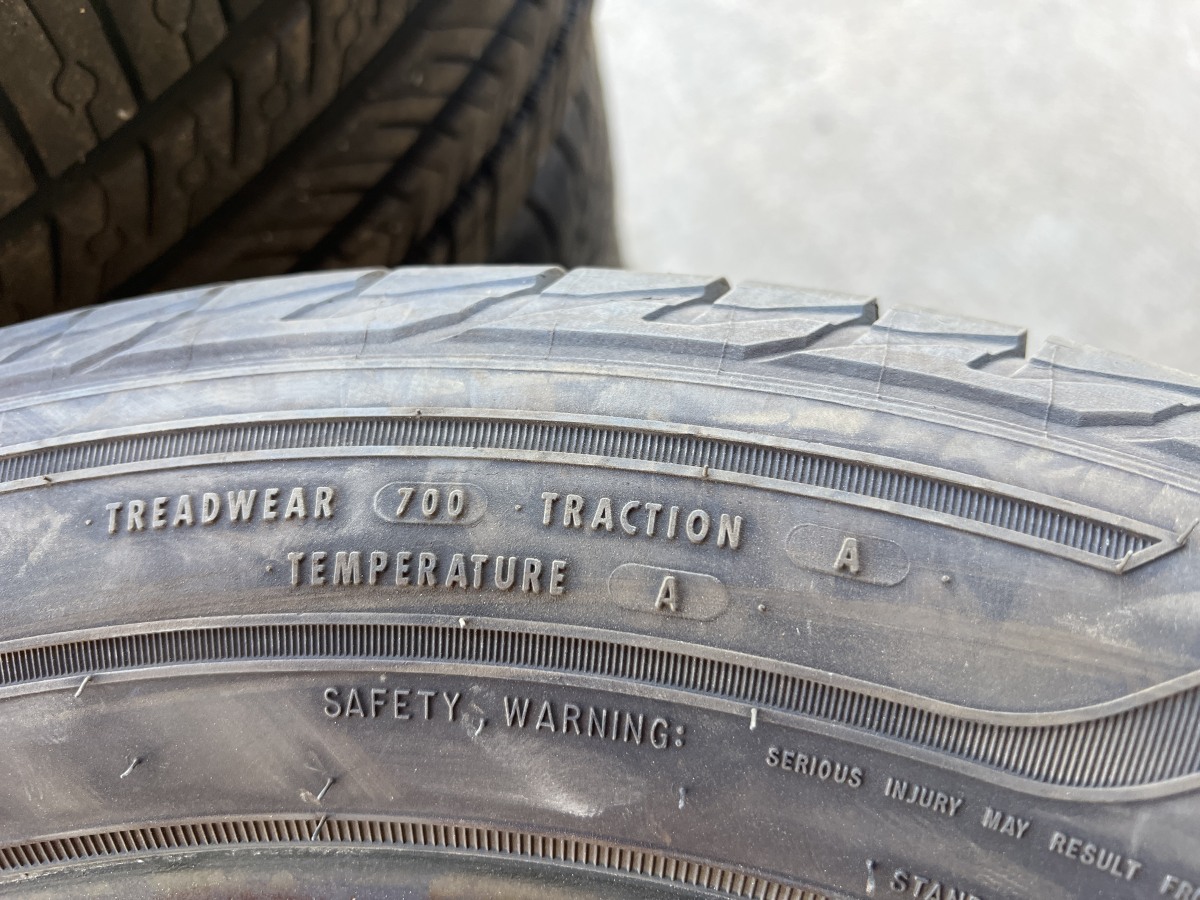 TREADWEAR 700 TRACTION A
TEMPERATURE A
SAFETY WARNING:
SERIOUS INJURY MAY RESULT